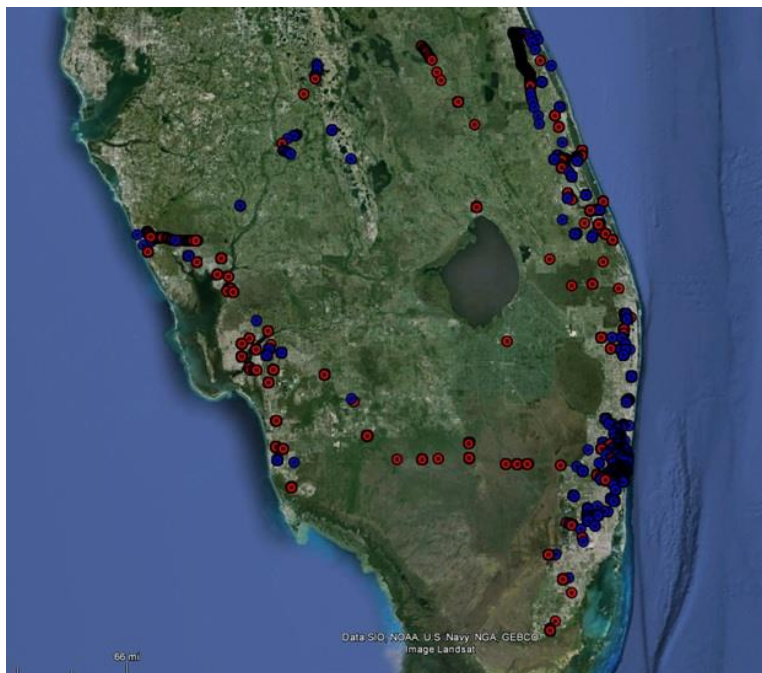 Data SIO, NOAA, U.S. Navy, NGA, GEBCO
Image Landsat
66 mi